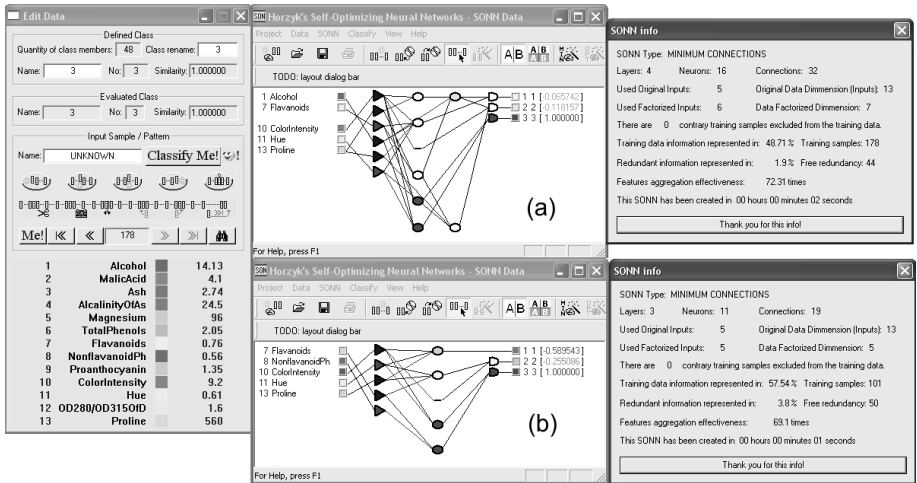 Edit Data
Defined Class
Quantity of class members: 48 Class rename: 3
Name: 3 No: 3 Similarity: 1.000000
Evaluated Class
Name: 3 No: 3 Similarity: 1.000000
Input Sample / Pattern
Name: UNKNOWN Classify Me! !
Me! 178
1 Alcohol 14.13
2 MalicAcid 4.1
3 Ash 2.74
4 AlcalinityOfAs 24.5
5 Magnesium 96
6 TotalPhenols 2.05
7 Flavanoids 0.76
8 NonflavanoidPh 0.56
9 Proanthocyanin 1.35
10 ColorIntensity 9.2
11 Hue 0.61
12 OD280/OD315OfD 1.6
13 Proline 560
SONN Horzyk's Self-Optimizing Neural Networks - SONN Data
Project Data SONN Classify View Help
A B A B A B
TODO: layout dialog bar
1 Alcohol
7 Flavanoids
10 ColorIntensity
11 Hue
13 Proline
1 1 [-0.065742]
2 2 [-0.118157]
3 3 [ 1.000000]
(a)
For Help, press F1
SONN info
SONN Type: MINIMUM CONNECTIONS
Layers: 4 Neurons: 16 Connections: 32
Used Original Inputs: 5 Original Data Dimmension (Inputs): 13
Used Factorized Inputs: 6 Data Factorized Dimmension: 7
There are 0 contrary training samples excluded from the training data.
Training data information represented in: 48.71 % Training samples: 178
Redundant information represented in: 1.9 % Free redundancy: 44
Features aggregation effectiveness: 72.31 times
This SONN has been created in 00 hours 00 minutes 02 seconds
Thank you for this info!
SONN Horzyk's Self-Optimizing Neural Networks - SONN Data
Project Data SONN Classify View Help
A B A B A B
TODO: layout dialog bar
7 Flavanoids
8 NonflavanoidPh
10 ColorIntensity
11 Hue
13 Proline
1 1 [-0.589543]
2 2 [-0.255086]
3 3 [ 1.000000]
(b)
For Help, press F1
SONN info
SONN Type: MINIMUM CONNECTIONS
Layers: 3 Neurons: 11 Connections: 19
Used Original Inputs: 5 Original Data Dimmension (Inputs): 13
Used Factorized Inputs: 5 Data Factorized Dimmension: 5
There are 0 contrary training samples excluded from the training data.
Training data information represented in: 57.54 % Training samples: 101
Redundant information represented in: 3.8 % Free redundancy: 50
Features aggregation effectiveness: 69.1 times
This SONN has been created in 00 hours 00 minutes 01 seconds
Thank you for this info!